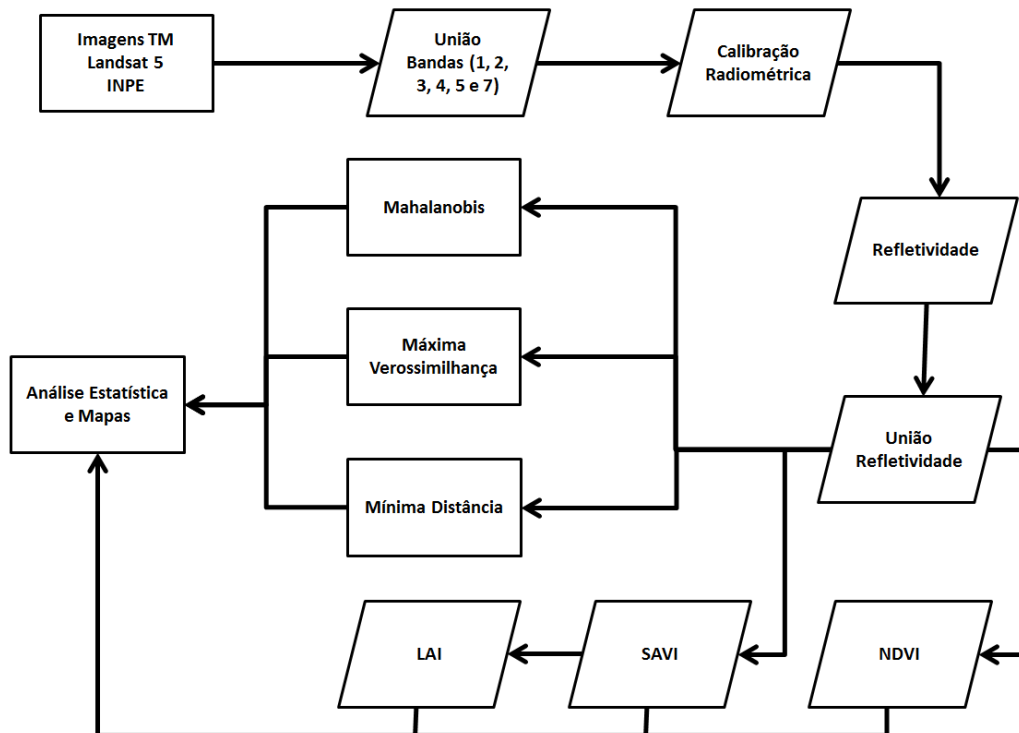 Imagens TM
Landsat 5
INPE
União
Bandas (1, 2,
3, 4, 5 e 7)
Calibração
Radiométrica
Mahalanobis
Refletividade
Máxima
Verossimilhança
Análise Estatística
e Mapas
União
Refletividade
Mínima Distância
LAI
SAVI
NDVI